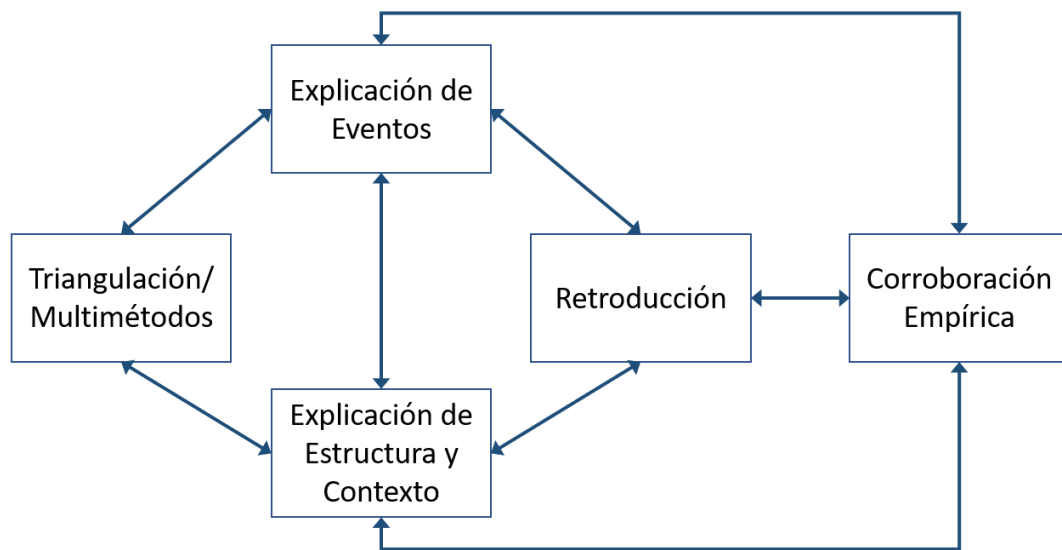 Explicación de
Eventos
Triangulación/
Multimétodos
Retroducción
Corroboración
Empírica
Explicación de
Estructura y
Contexto